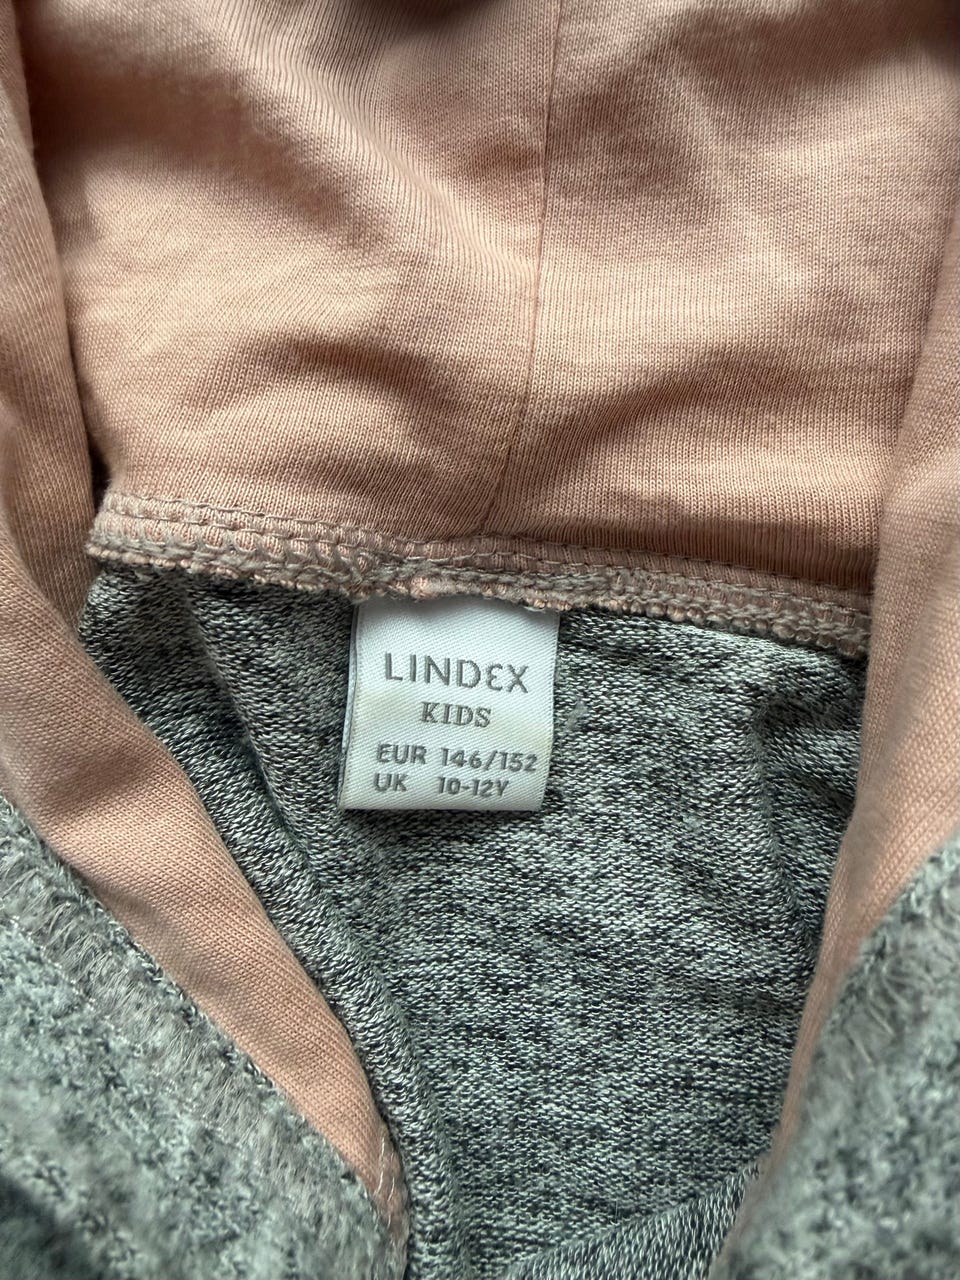 LINDEX
KIDS
EUR 146/152
UK 10-12Y